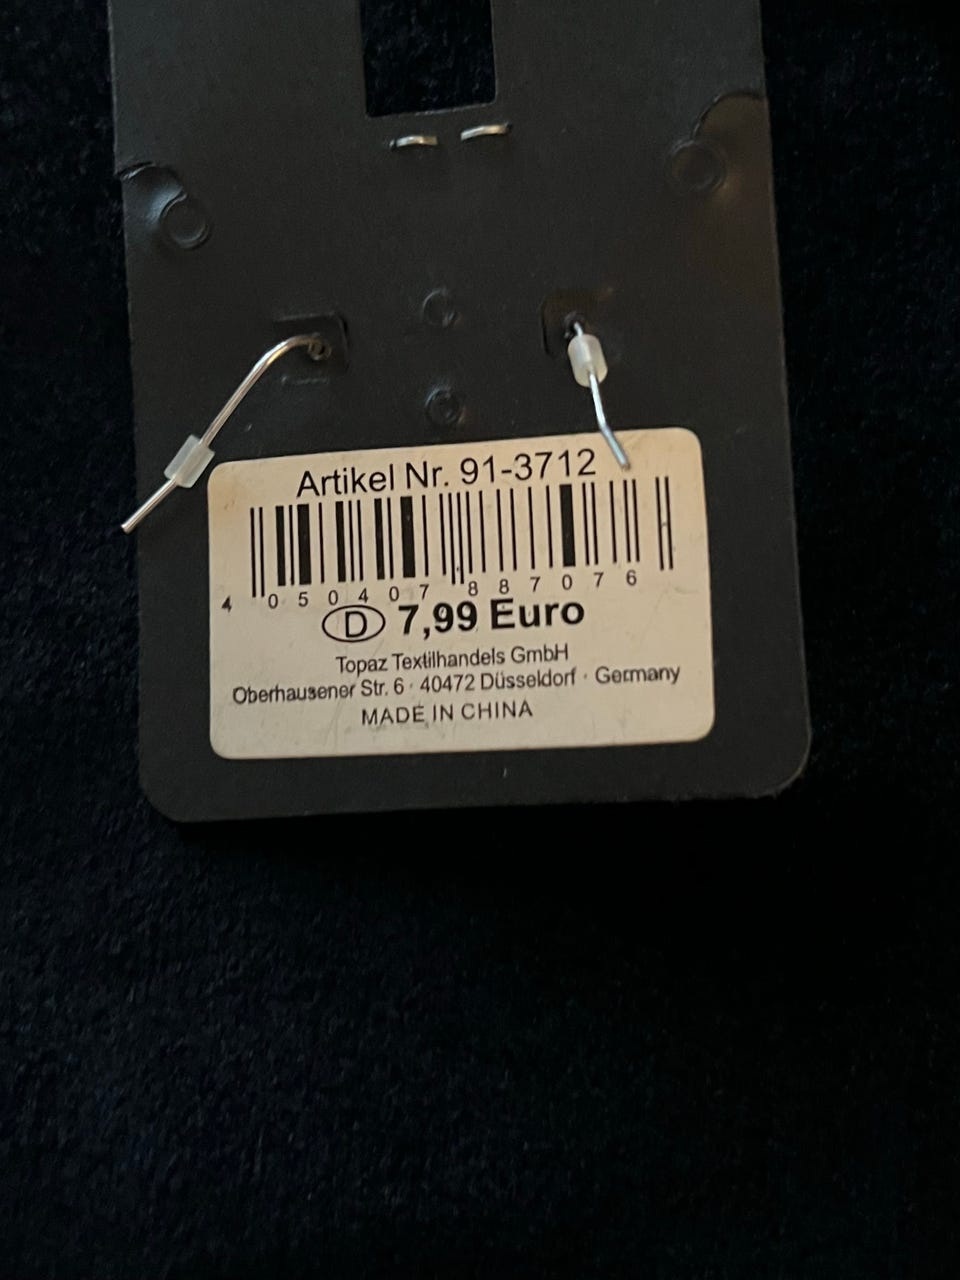 Artikel Nr. 91-3712
4 050407 887076
D 7,99 Euro
Topaz Textilhandels GmbH
Oberhausener Str. 6 · 40472 Düsseldorf · Germany
MADE IN CHINA